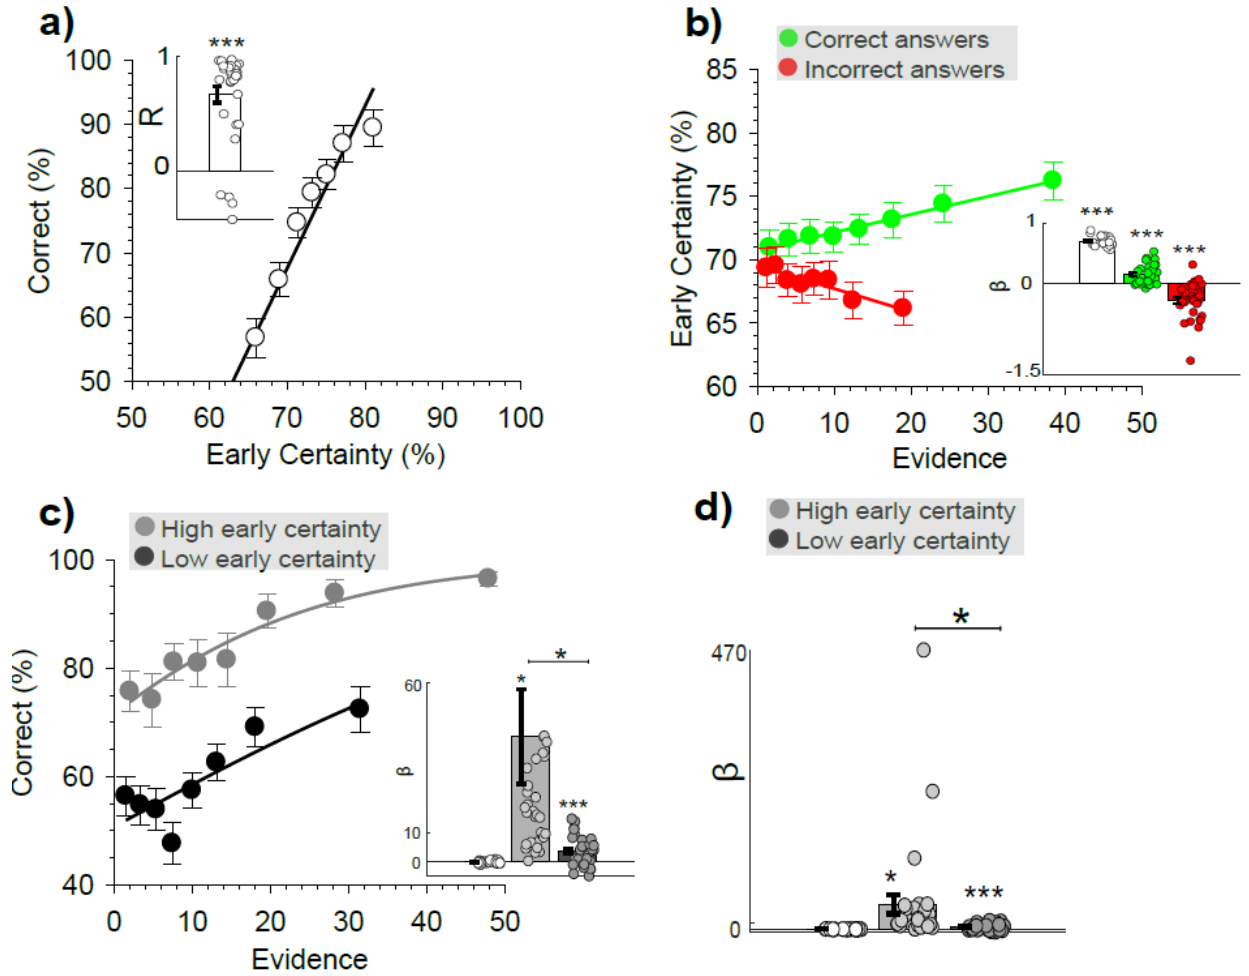 a)
***
1
R
0
Correct (%)
100
90
80
70
60
50
50 60 70 80 90 100
Early Certainty (%)
b)
Correct answers
Incorrect answers
Early Certainty (%)
85
80
75
70
65
60
0 10 20 30 40 50
Evidence
1
β
0
-1.5
***
***
***
c)
High early certainty
Low early certainty
Correct (%)
100
80
60
40
0 10 20 30 40 50
Evidence
60
β
10
0
*
*
***
d)
High early certainty
Low early certainty
470
β
0
*
*
***